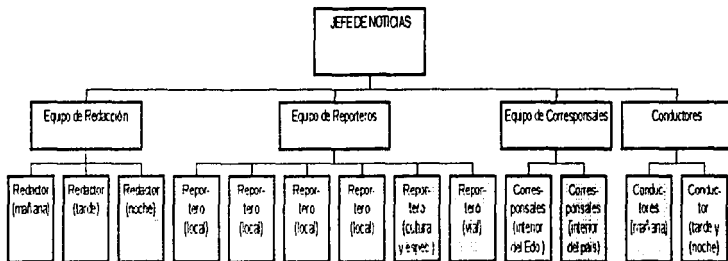 JEFE DE NOTICIAS
Equipo de Redacción
Equipo de Reporteros
Equipo de Corresponsales
Conductores
Redactor
(mañana)
Redactor
(tarde)
Redactor
(noche)
Repor-
tero
(local)
Repor-
tero
(local)
Repor-
tero
(local)
Repor-
tero
(local)
Repor-
tero
(cultura
y espec.)
Repor-
tero
(vial)
Corres-
ponsales
(interior
del Edo.)
Corres-
ponsales
(interior
del país)
Conduc-
tores
(mañana)
Conduc-
tor
(tarde y
(noche)